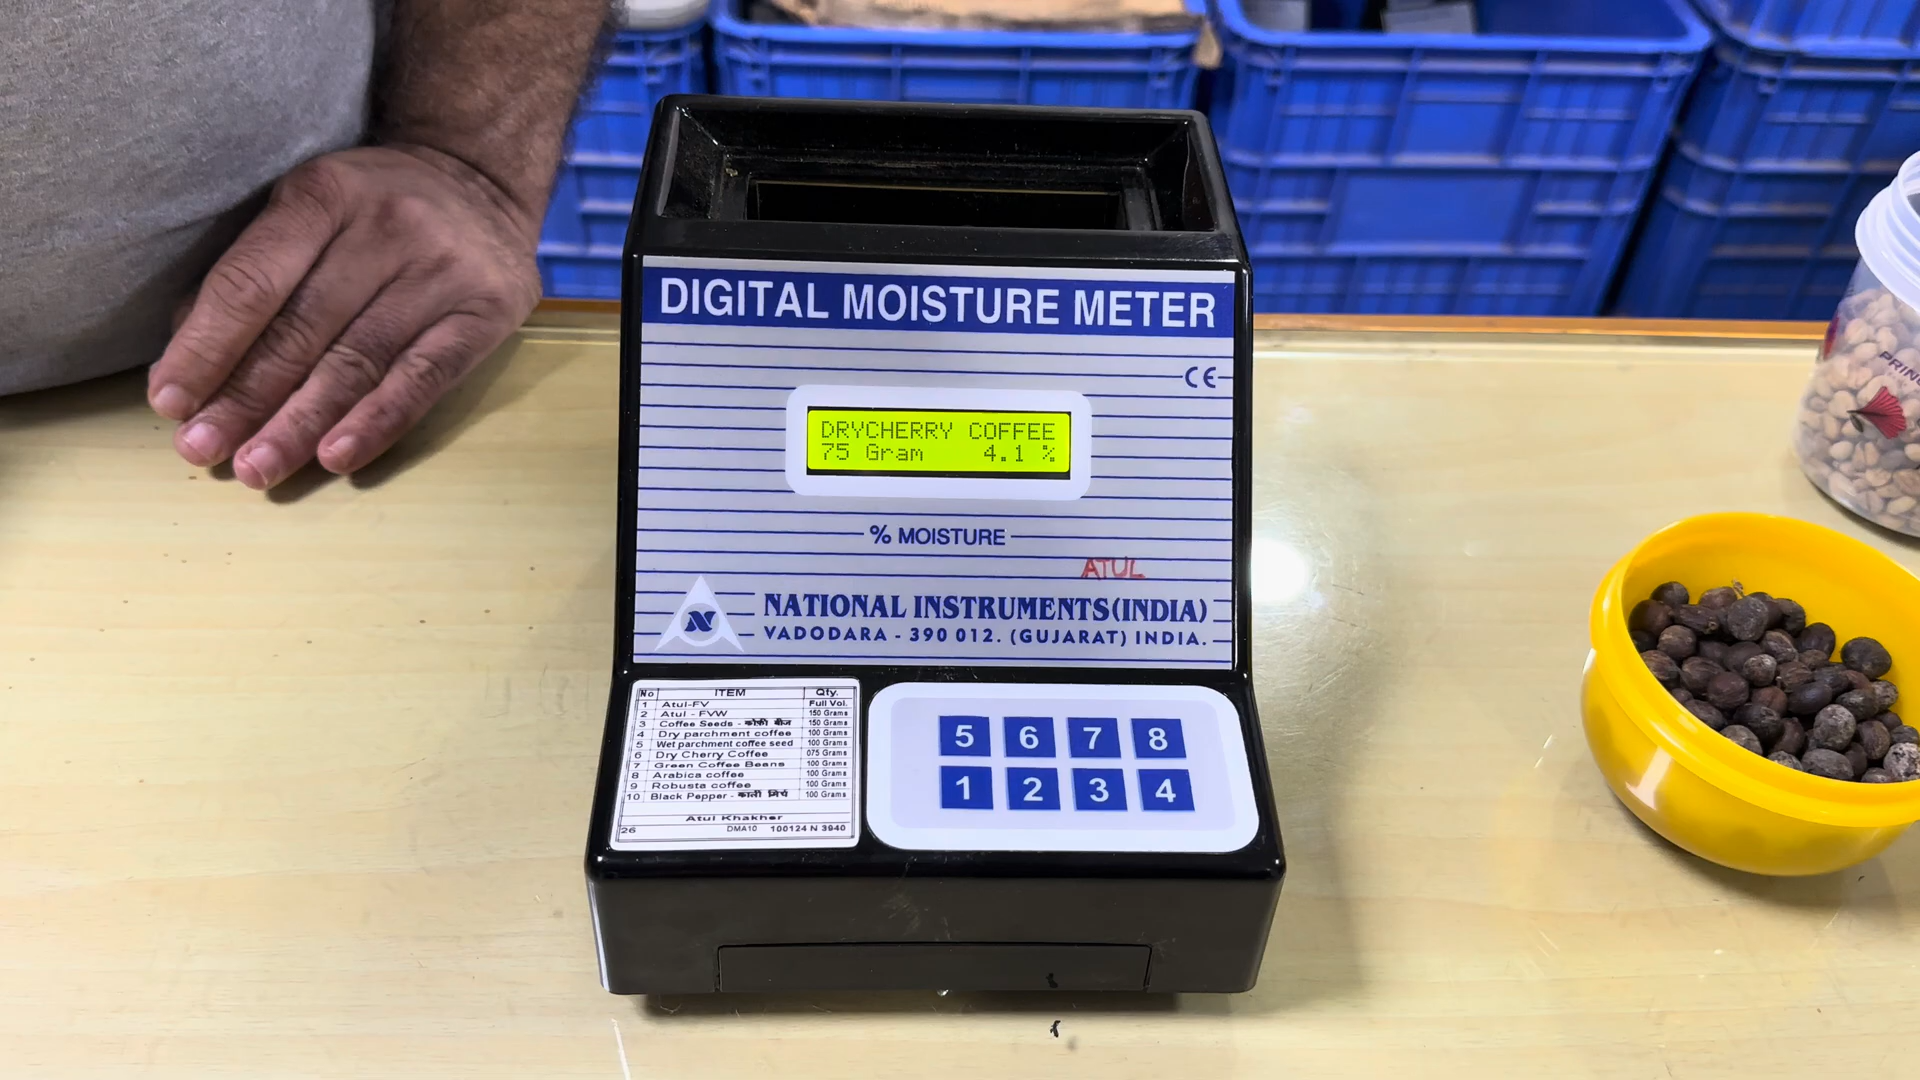 DIGITAL MOISTURE METER
CE
DRYCHERRY COFFEE
75 Gram 4.1 %
% MOISTURE
ATUL
N
NATIONAL INSTRUMENTS(INDIA)
VADODARA - 390 012. (GUJARAT) INDIA.
No ITEM Qty.
1 Atul-FV Full Vol.
2 Atul - FVW 150 Grams
3 Coffee Seeds - कोफ़ी बीज 150 Grams
4 Dry parchment coffee 100 Grams
5 Wet parchment coffee seed 100 Grams
6 Dry Cherry Coffee 075 Grams
7 Green Coffee Beans 100 Grams
8 Arabica coffee 100 Grams
9 Robusta coffee 100 Grams
10 Black Pepper - काली मिर्च 100 Grams
Atul Khakher
26 DMA10 100124 N 3940
5 6 7 8
1 2 3 4